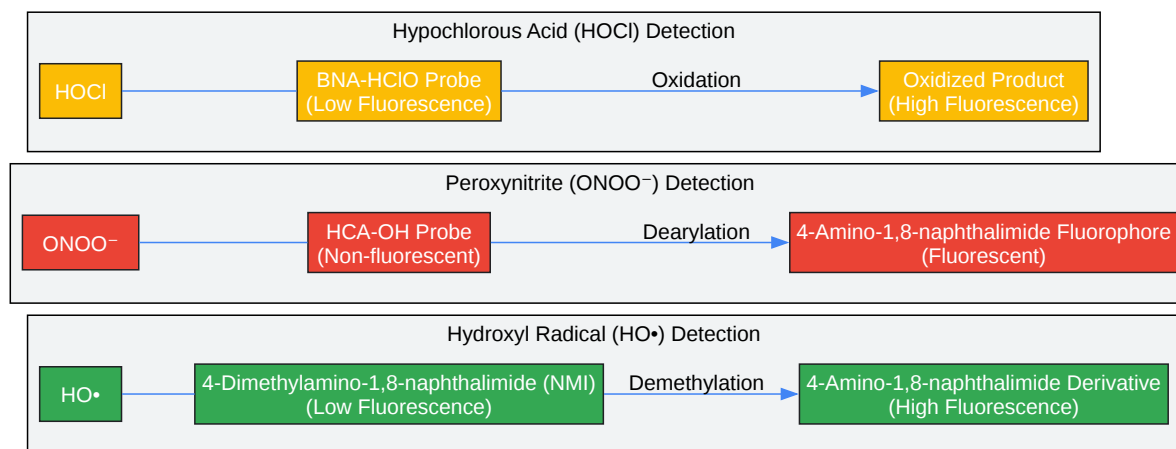 Hypochlorous Acid (HOCl) Detection
HOCl
BNA-HClO Probe
(Low Fluorescence)
Oxidation
Oxidized Product
(High Fluorescence)
Peroxynitrite (ONOO⁻) Detection
ONOO⁻
HCA-OH Probe
(Non-fluorescent)
Dearylation
4-Amino-1,8-naphthalimide Fluorophore
(Fluorescent)
Hydroxyl Radical (HO•) Detection
HO•
4-Dimethylamino-1,8-naphthalimide (NMI)
(Low Fluorescence)
Demethylation
4-Amino-1,8-naphthalimide Derivative
(High Fluorescence)